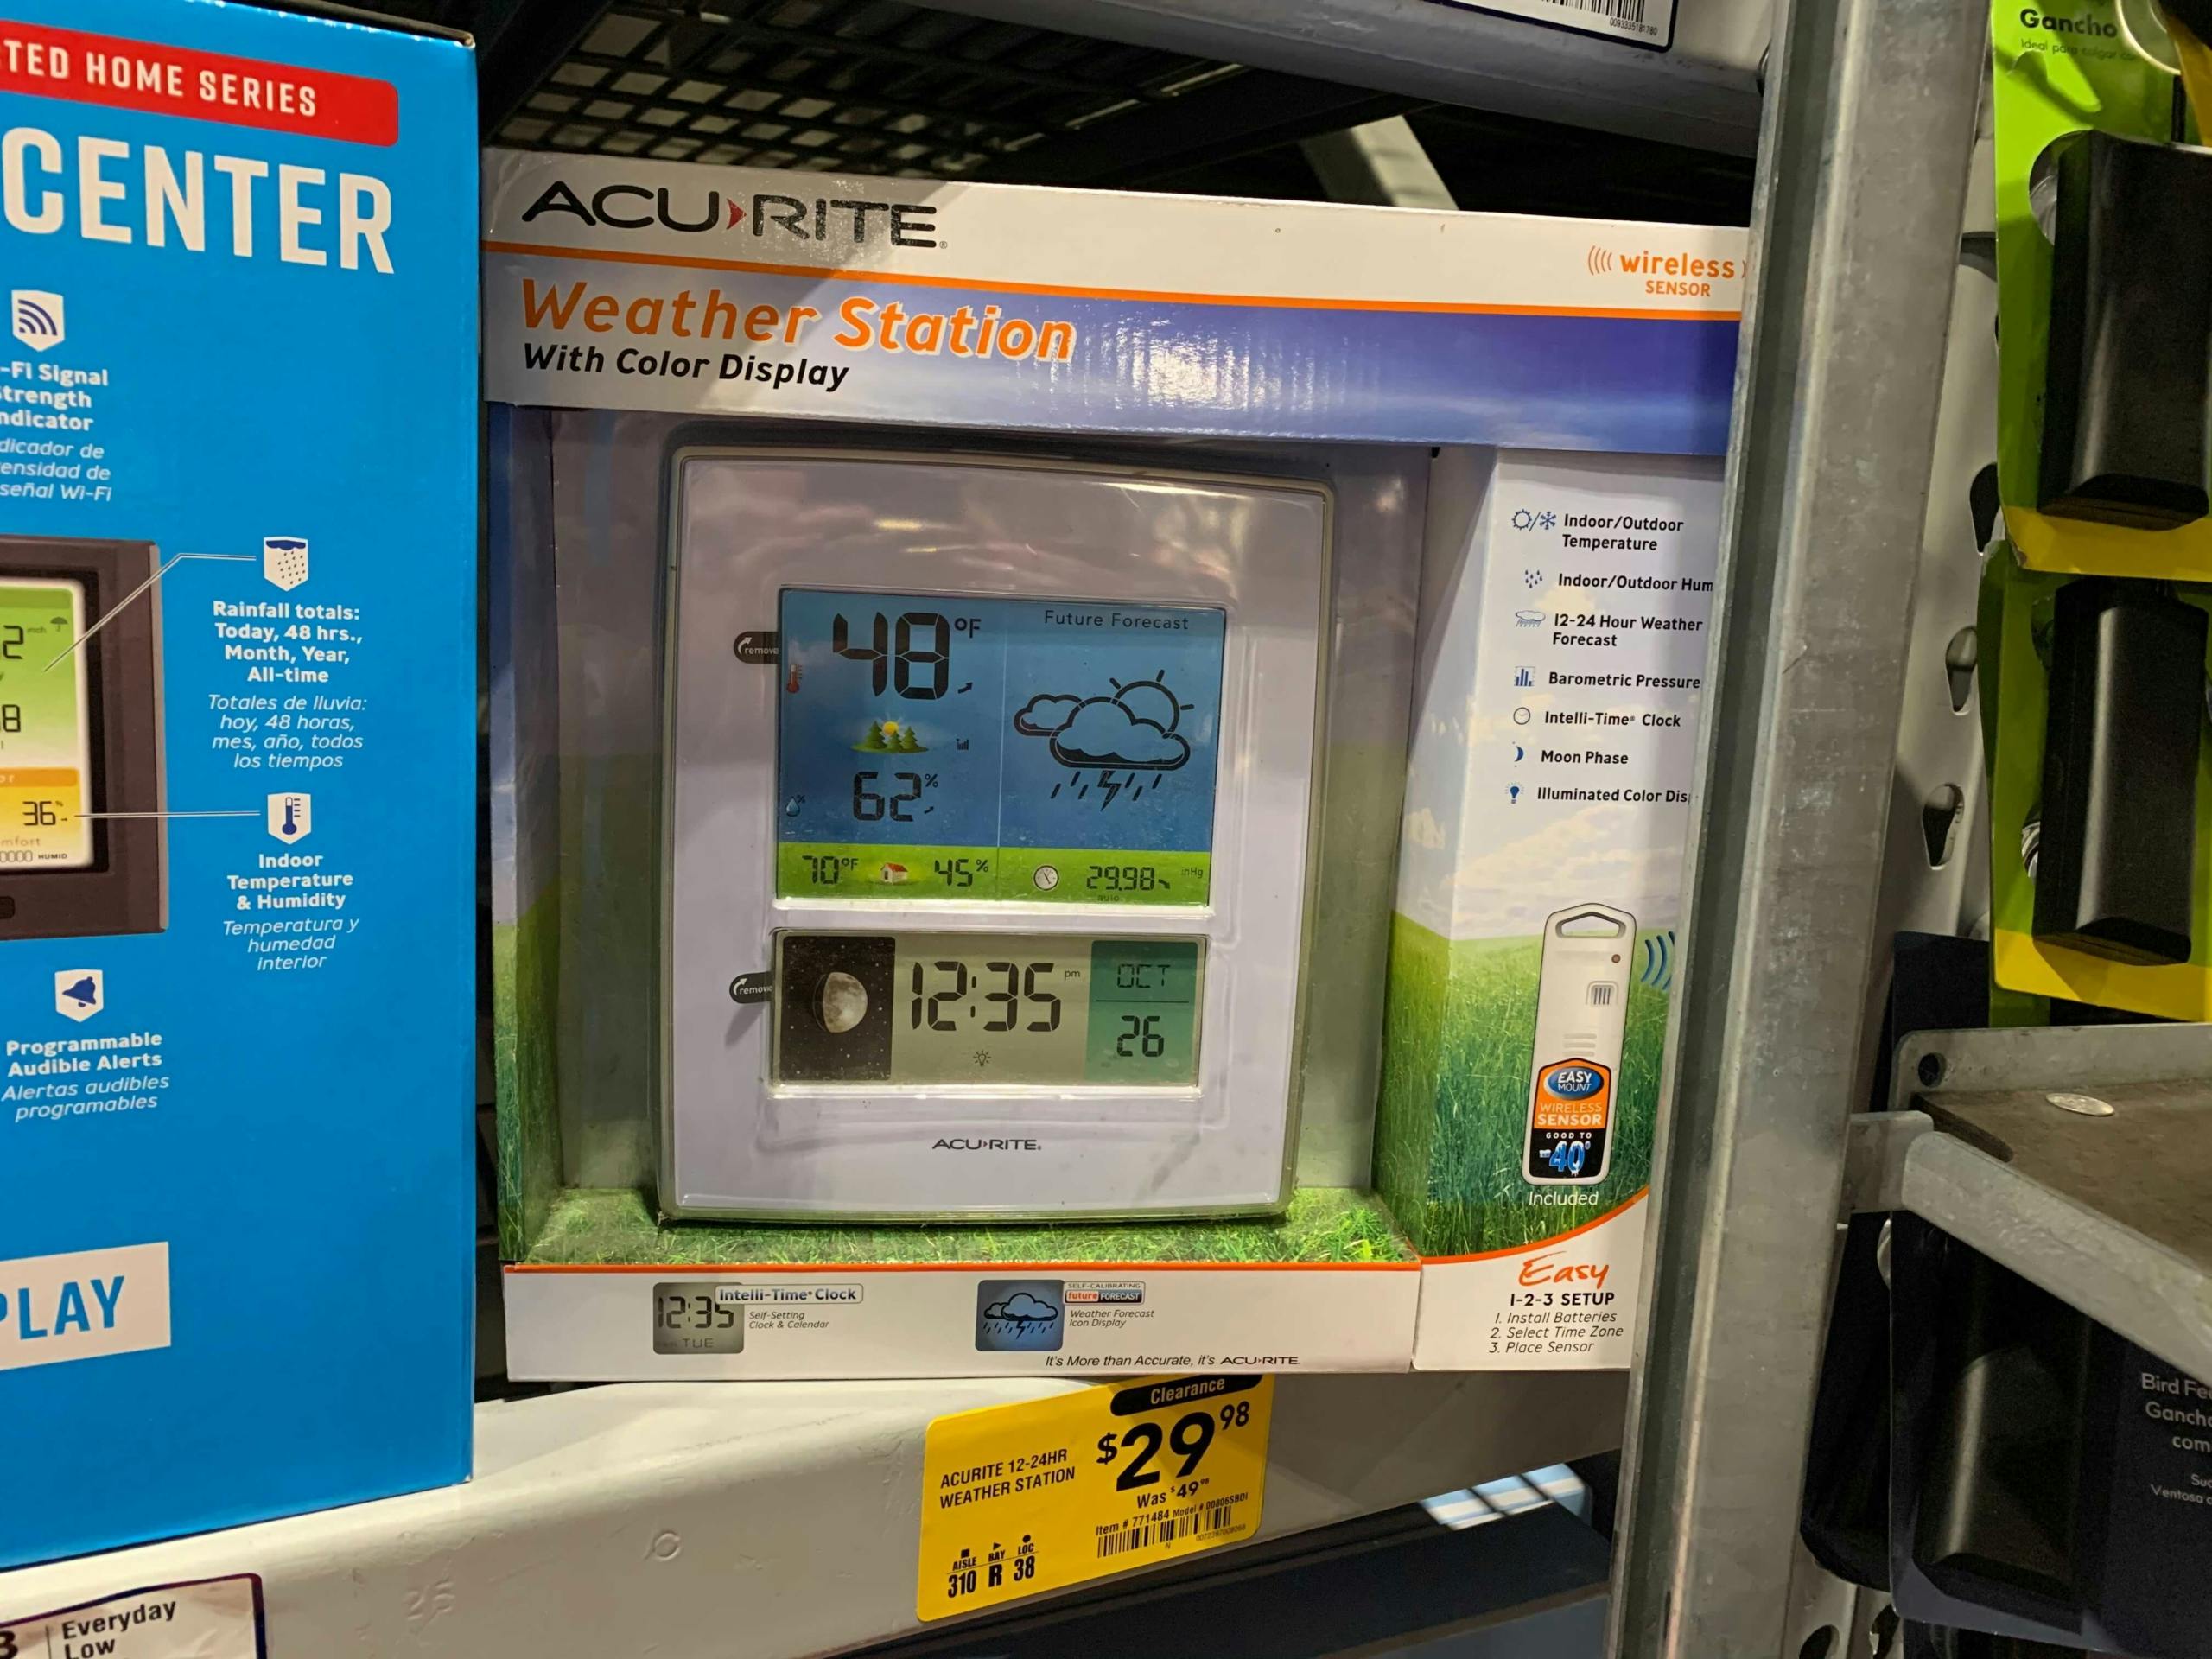 TED HOME SERIES
CENTER
-Fi Signal
trength
ndicator
dicador de
ensidad de
señal Wi-Fi
Rainfall totals:
Today, 48 hrs.,
Month, Year,
All-time
Totales de lluvia:
hoy, 48 horas,
mes, año, todos
los tiempos
36
HUMID
Indoor
Temperature
& Humidity
Temperatura y
humedad
interior
Programmable
Audible Alerts
Alertas audibles
programables
PLAY
Everyday
Low
ACU›RITE®
wireless
SENSOR
Weather Station
With Color Display
remove
48°F
Future Forecast
62%
70°F 45% 29.98 inHg
remove
12:35 pm
OCT
26
ACU›RITE®
Indoor/Outdoor
Temperature
Indoor/Outdoor Hum
12-24 Hour Weather
Forecast
Barometric Pressure
Intelli-Time® Clock
Moon Phase
Illuminated Color Dis
EASY
MOUNT
WIRELESS
SENSOR
GOOD TO
-40°
Included
Easy
1-2-3 SETUP
1. Install Batteries
2. Select Time Zone
3. Place Sensor
12:35
TUE
Intelli-Time® Clock
Self-Setting
Clock & Calendar
SELF-CALIBRATING
future FORECAST
Weather Forecast
Icon Display
It's More than Accurate, it's ACU›RITE
Clearance
$29 98
ACURITE 12-24HR
WEATHER STATION
Was $49 98
Item # 771484 Model # 00806SBDI
AISLE BAY LOC
310 R 38
Gancho
Bird Fe
Gancho
com
Ventosa